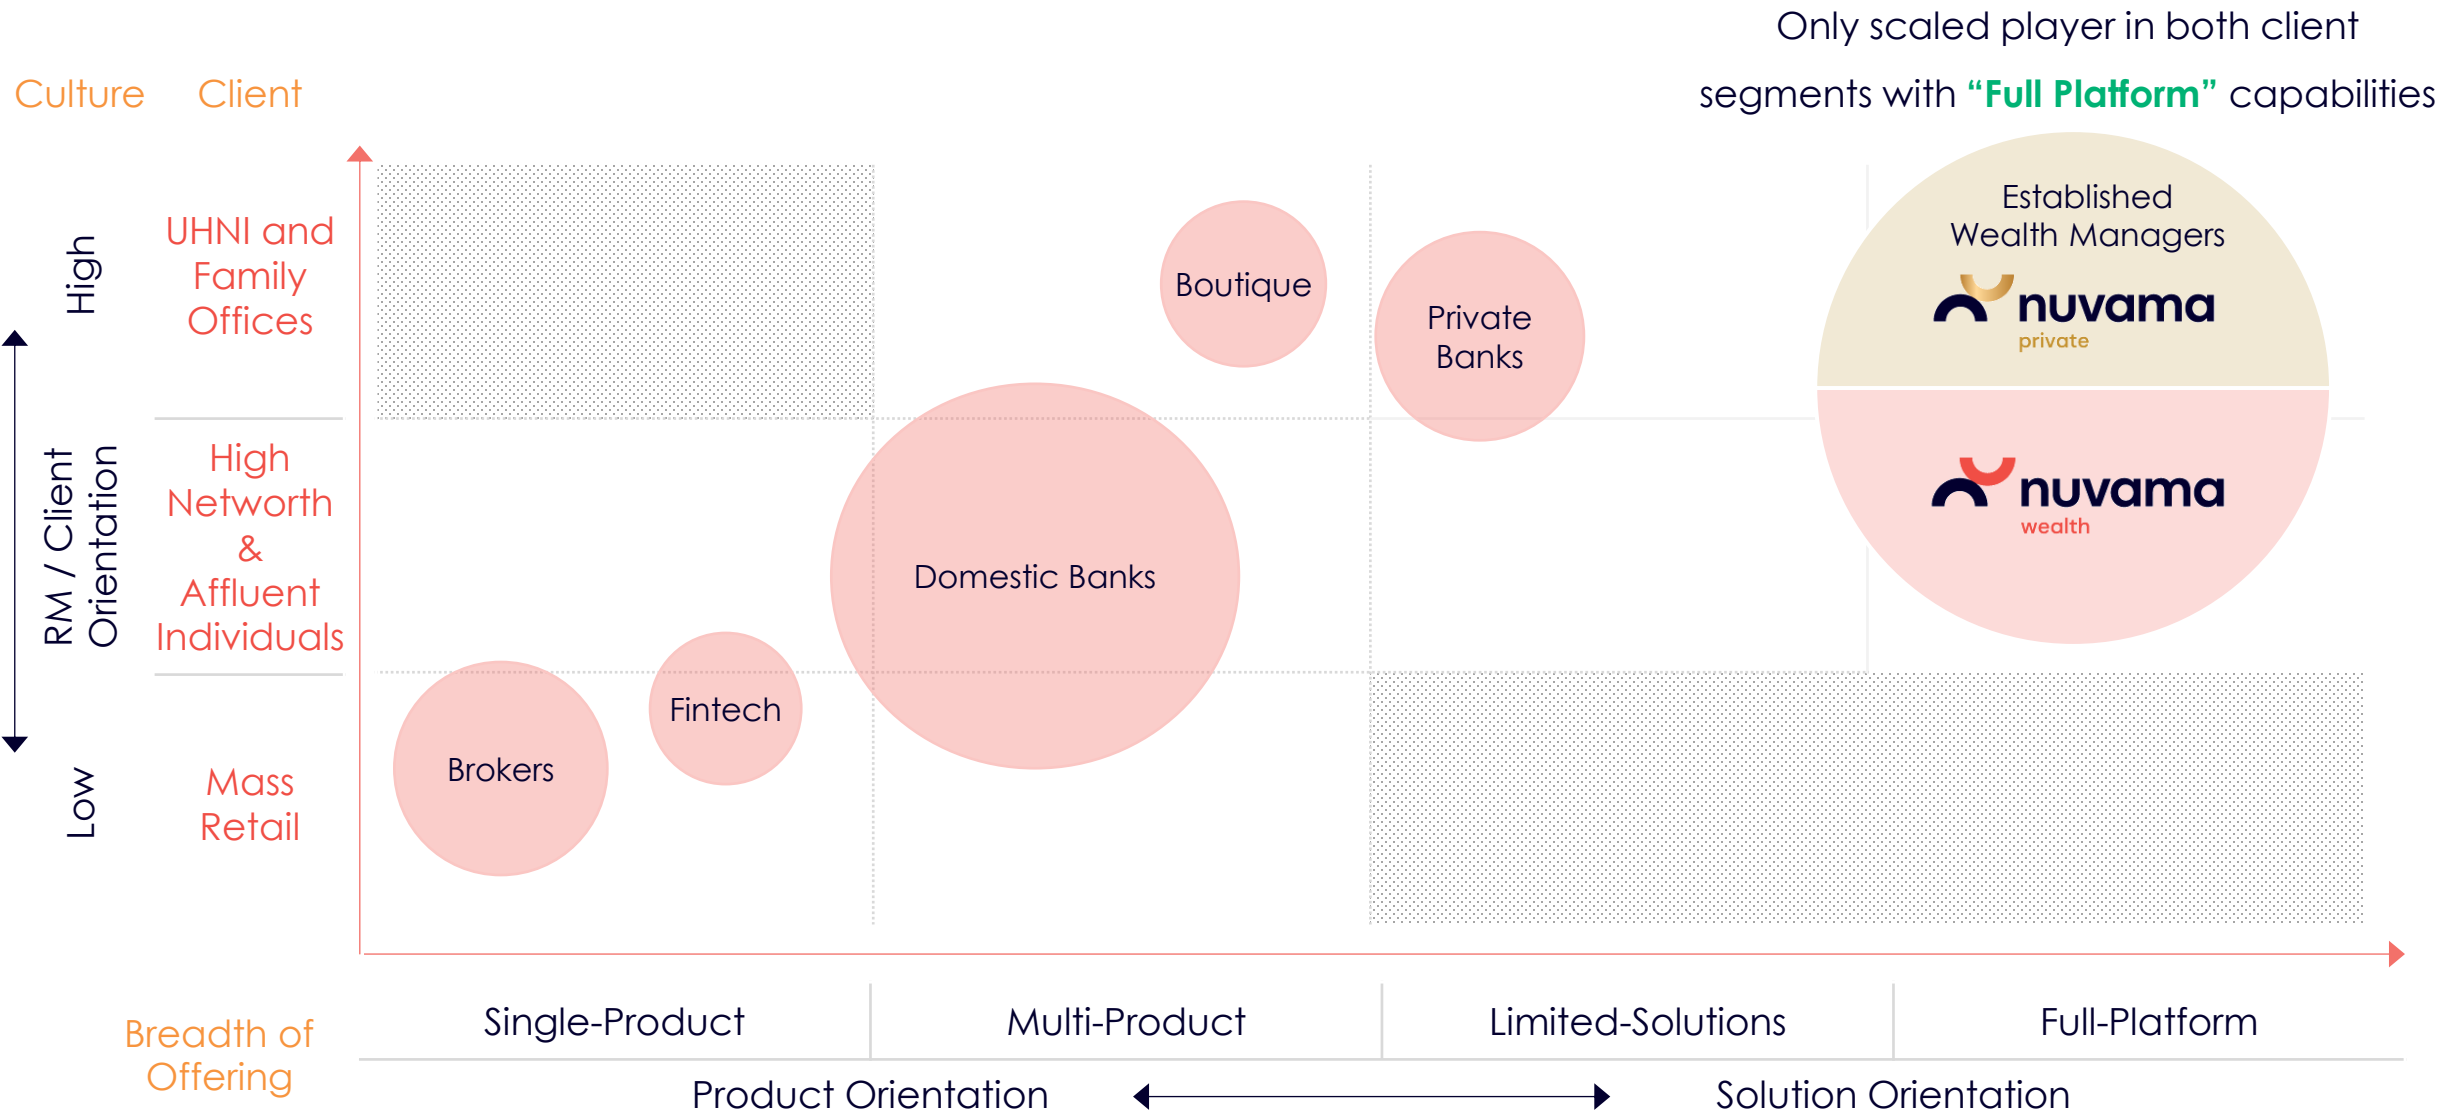 Only scaled player in both client
segments with “Full Platform” capabilities
Culture
Client
High
RM / Client
Orientation
Low
UHNI and
Family
Offices
High
Networth
&
Affluent
Individuals
Mass
Retail
Boutique
Private
Banks
Established
Wealth Managers
nuvama
private
nuvama
wealth
Domestic Banks
Fintech
Brokers
Breadth of
Offering
Single-Product
Multi-Product
Limited-Solutions
Full-Platform
Product Orientation
Solution Orientation